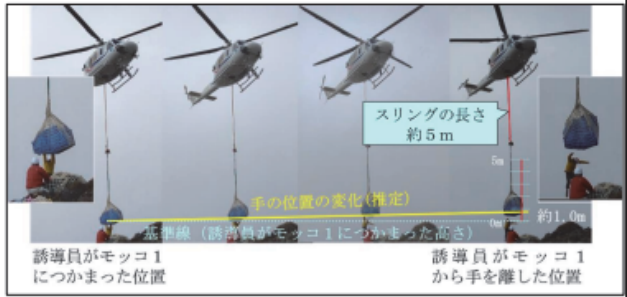 スリングの長さ
約５ｍ
5m
手の位置の変化(推定)
約1.0m
0m
基準線（誘導員がモッコ１につかまった高さ）
誘導員がモッコ１
につかまった位置
誘導員がモッコ１
から手を離した位置